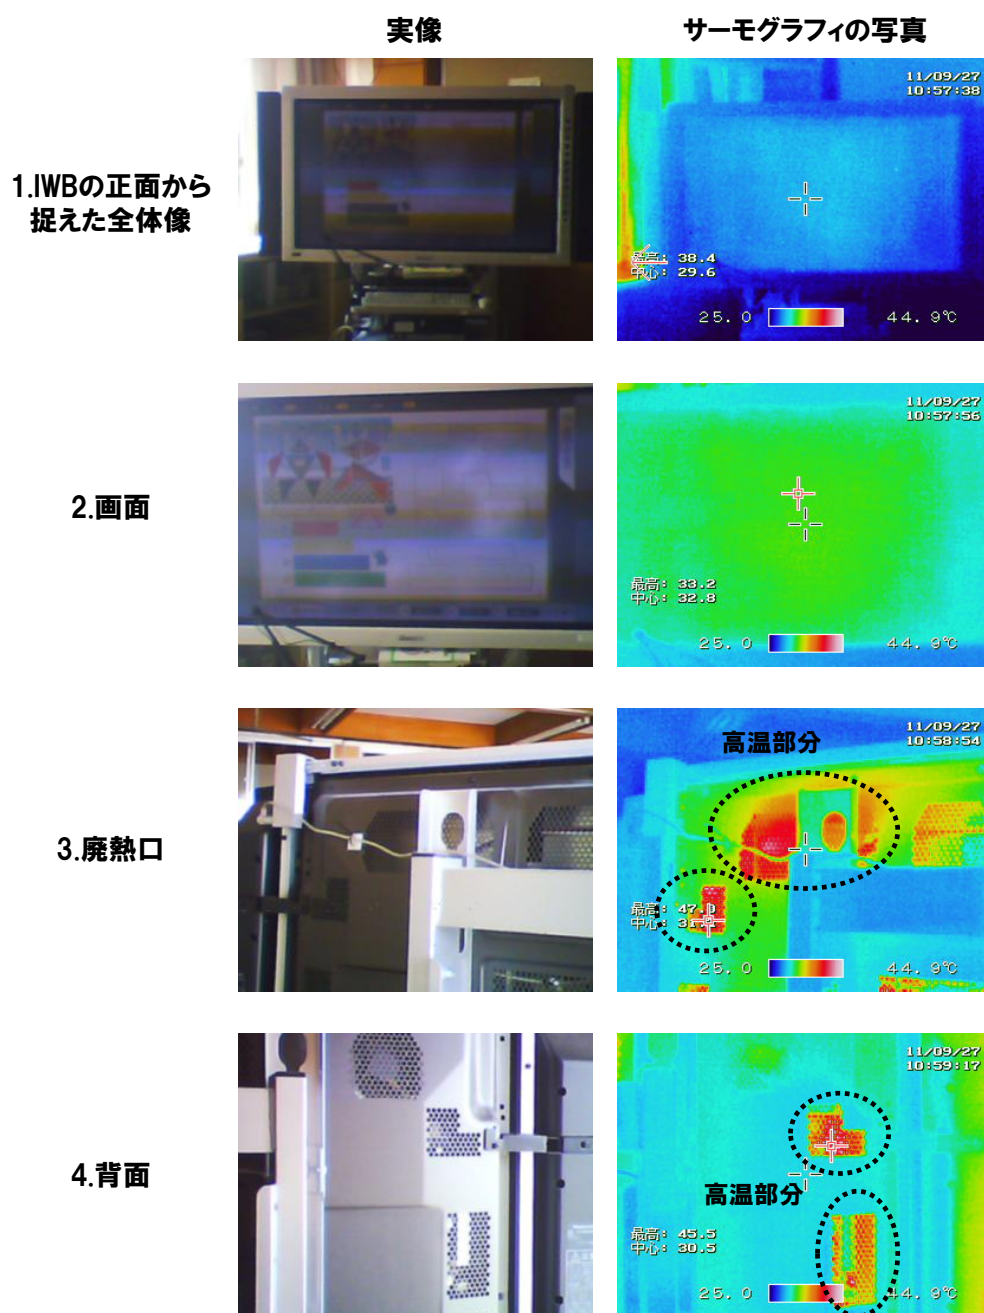 実像
サーモグラフィの写真
1.IWBの正面から
捉えた全体像
11/09/27
10:57:38
最高: 38.4
中心: 29.6
25.0 44.9℃
2.画面
11/09/27
10:57:56
最高: 33.2
中心: 32.8
25.0 44.9℃
3.廃熱口
高温部分
11/09/27
10:58:54
最高: 47.
中心: 31.
25.0 44.9℃
4.背面
11/09/27
10:59:17
高温部分
最高: 45.5
中心: 30.5
25.0 44.9℃